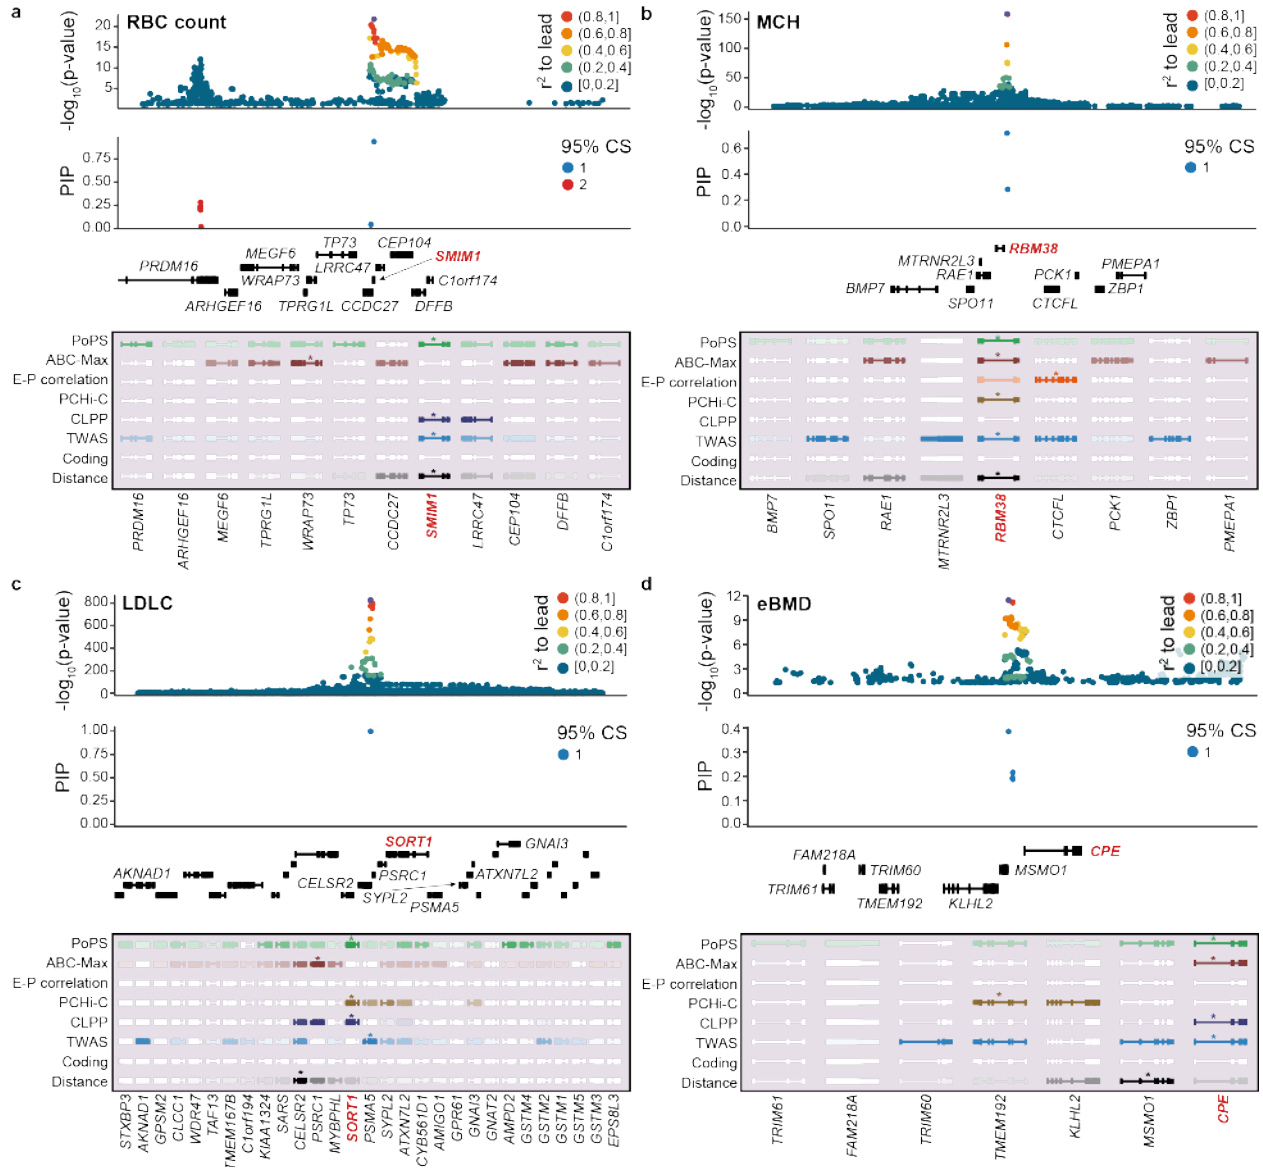 a
RBC count
-log10(p-value)
20
15
10
5
r2 to lead
(0.8,1]
(0.6,0.8]
(0.4,0.6]
(0.2,0.4]
[0,0.2]
PIP
0.75
0.50
0.25
0.00
95% CS
1
2
TP73
CEP104
MEGF6
SMIM1
PRDM16
LRRC47
WRAP73
C1orf174
ARHGEF16
TPRG1L
CCDC27
DFFB
PoPS
ABC-Max
E-P correlation
PCHi-C
CLPP
TWAS
Coding
Distance
PRDM16
ARHGEF16
MEGF6
TPRG1L
WRAP73
TP73
CCDC27
SMIM1
LRRC47
CEP104
DFFB
C1orf174
b
MCH
-log10(p-value)
150
100
50
0
r2 to lead
(0.8,1]
(0.6,0.8]
(0.4,0.6]
(0.2,0.4]
[0,0.2]
PIP
0.6
0.4
0.2
0.0
95% CS
1
RBM38
MTRNR2L3
RAE1
PCK1
PMEPA1
BMP7
ZBP1
SPO11
CTCFL
PoPS
ABC-Max
E-P correlation
PCHi-C
CLPP
TWAS
Coding
Distance
BMP7
SPO11
RAE1
MTRNR2L3
RBM38
CTCFL
PCK1
ZBP1
PMEPA1
c
LDLC
-log10(p-value)
800
600
400
200
0
r2 to lead
(0.8,1]
(0.6,0.8]
(0.4,0.6]
(0.2,0.4]
[0,0.2]
PIP
1.00
0.75
0.50
0.25
0.00
95% CS
1
SORT1
GNAI3
AKNAD1
PSRC1
ATXN7L2
CELSR2
SYPL2
PSMA5
PoPS
ABC-Max
E-P correlation
PCHi-C
CLPP
TWAS
Coding
Distance
STXBP3
AKNAD1
GPSM2
CLCC1
WDR47
TAF13
TMEM167B
C1orf194
KIAA1324
SARS
CELSR2
PSRC1
MYBPHL
SORT1
PSMA5
SYPL2
ATXN7L2
CYB561D1
AMIGO1
GPR61
GNAI3
GNAT2
AMPD2
GSTM4
GSTM2
GSTM1
GSTM5
GSTM3
EPS8L3
d
eBMD
-log10(p-value)
12
9
6
3
0
r2 to lead
(0.8,1]
(0.6,0.8]
(0.4,0.6]
(0.2,0.4]
[0,0.2]
PIP
0.4
0.3
0.2
0.1
0.0
95% CS
1
CPE
FAM218A
TRIM60
MSMO1
TRIM61
TMEM192
KLHL2
PoPS
ABC-Max
E-P correlation
PCHi-C
CLPP
TWAS
Coding
Distance
TRIM61
FAM218A
TRIM60
TMEM192
KLHL2
MSMO1
CPE